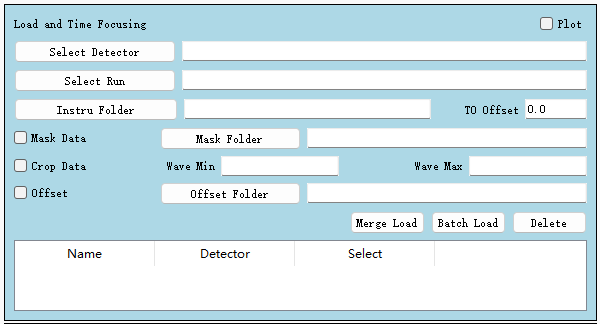 Load and Time Focusing Plot
Select Detector
Select Run
Instru Folder TO Offset 0.0
Mask Data Mask Folder
Crop Data Wave Min Wave Max
Offset Offset Folder
Merge Load Batch Load Delete
Name Detector Select